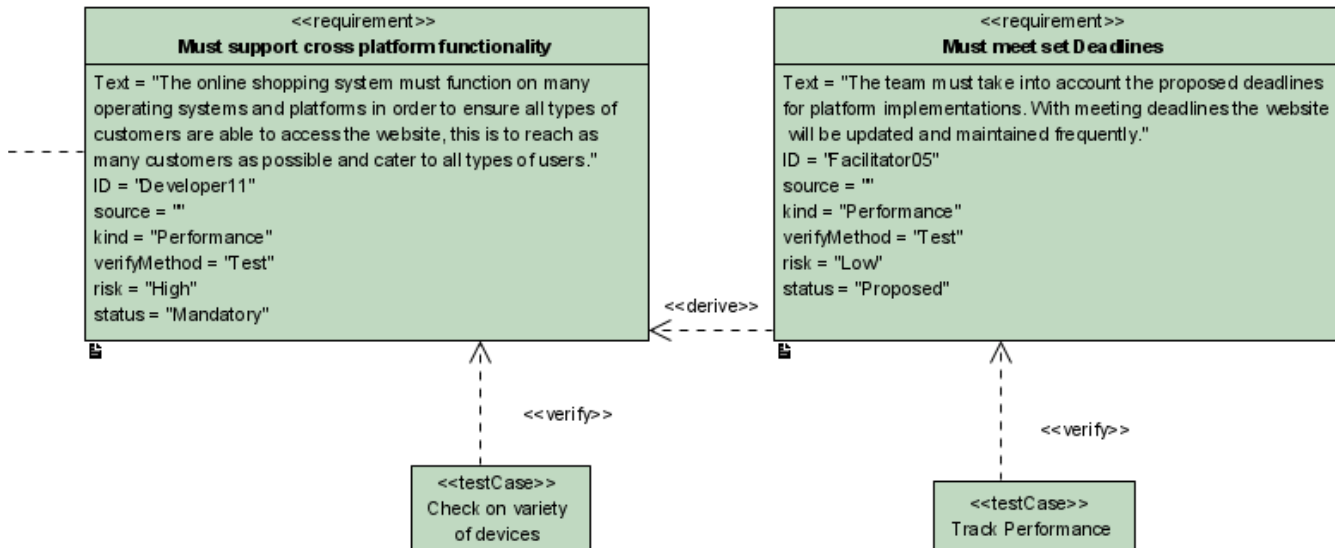 <<requirement>>
Must support cross platform functionality
Text = "The online shopping system must function on many
operating systems and platforms in order to ensure all types of
customers are able to access the website, this is to reach as
many customers as possible and cater to all types of users."
ID = "Developer11"
source = ""
kind = "Performance"
verifyMethod = "Test"
risk = "High"
status = "Mandatory"
<<requirement>>
Must meet set Deadlines
Text = "The team must take into account the proposed deadlines
for platform implementations. With meeting deadlines the website
will be updated and maintained frequently."
ID = "Facilitator05"
source = ""
kind = "Performance"
verifyMethod = "Test"
risk = "Low"
status = "Proposed"
<<derive>>
<<verify>>
<<verify>>
<<testCase>>
Check on variety
of devices
<<testCase>>
Track Performance